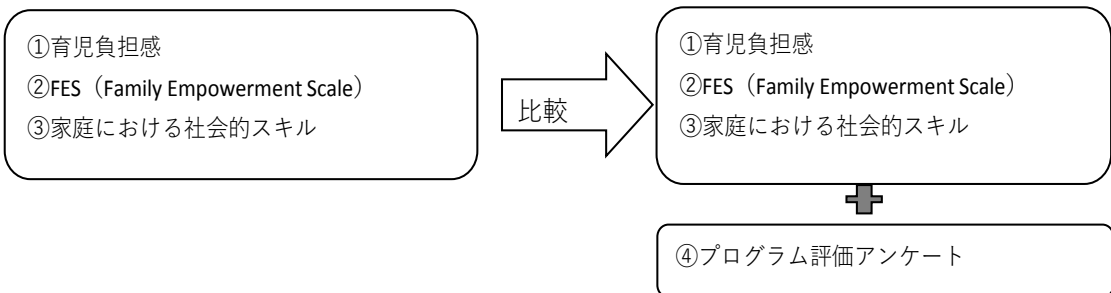 ①育児負担感
②FES（Family Empowerment Scale）
③家庭における社会的スキル
比較
①育児負担感
②FES（Family Empowerment Scale）
③家庭における社会的スキル
④プログラム評価アンケート